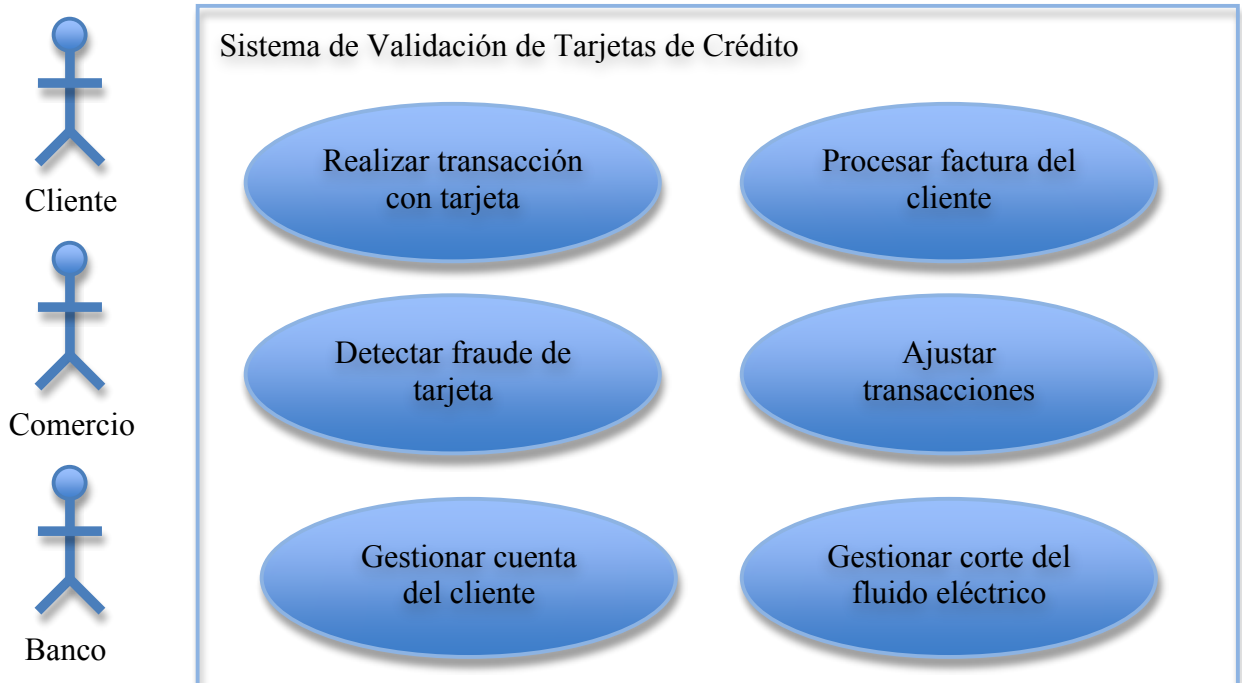 Sistema de Validación de Tarjetas de Crédito
Realizar transacción
con tarjeta
Procesar factura del
cliente
Cliente
Detectar fraude de
tarjeta
Ajustar
transacciones
Comercio
Gestionar cuenta
del cliente
Gestionar corte del
fluido eléctrico
Banco